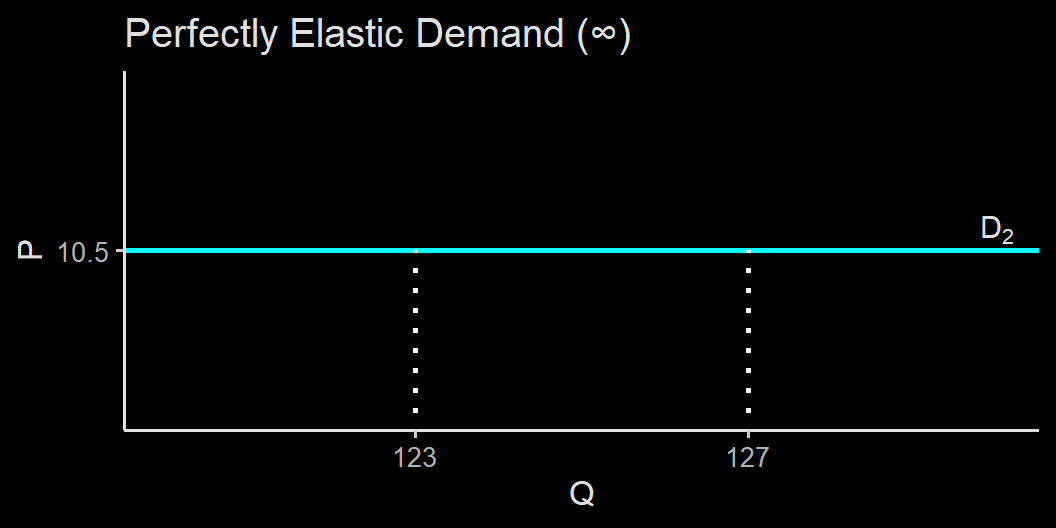 Perfectly Elastic Demand (∞)
D₂
P
10.5
123
127
Q